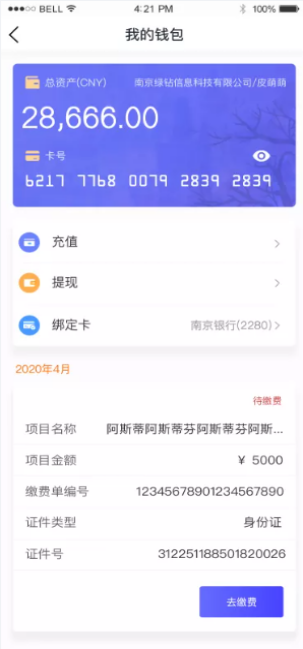 BELL 4:21 PM 100%
我的钱包
总资产(CNY) 南京绿钻信息科技有限公司/皮萌萌
28,666.00
卡号
6217 7768 0079 2839 2839
充值
提现
绑定卡 南京银行(2280)
2020年4月
待缴费
项目名称 阿斯蒂阿斯蒂芬阿斯蒂芬阿斯...
项目金额 ¥ 5000
缴费单编号 12345678901234567890
证件类型 身份证
证件号 312251188501820026
去缴费